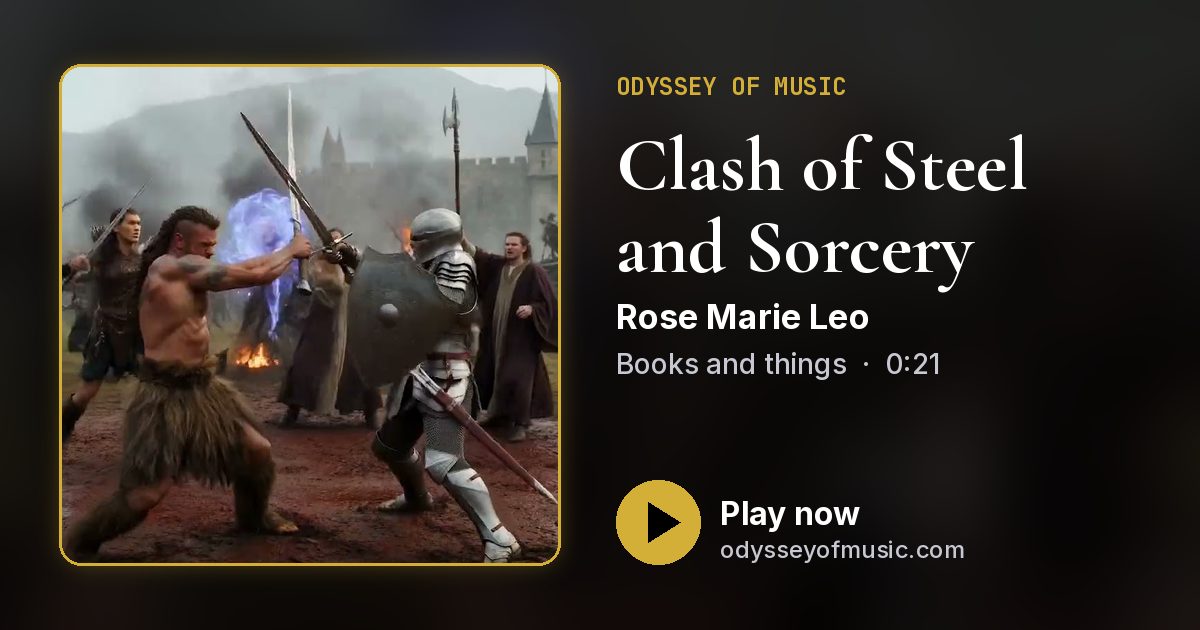 ODYSSEY OF MUSIC
Clash of Steel
and Sorcery
Rose Marie Leo
Books and things · 0:21
Play now
odysseyofmusic.com